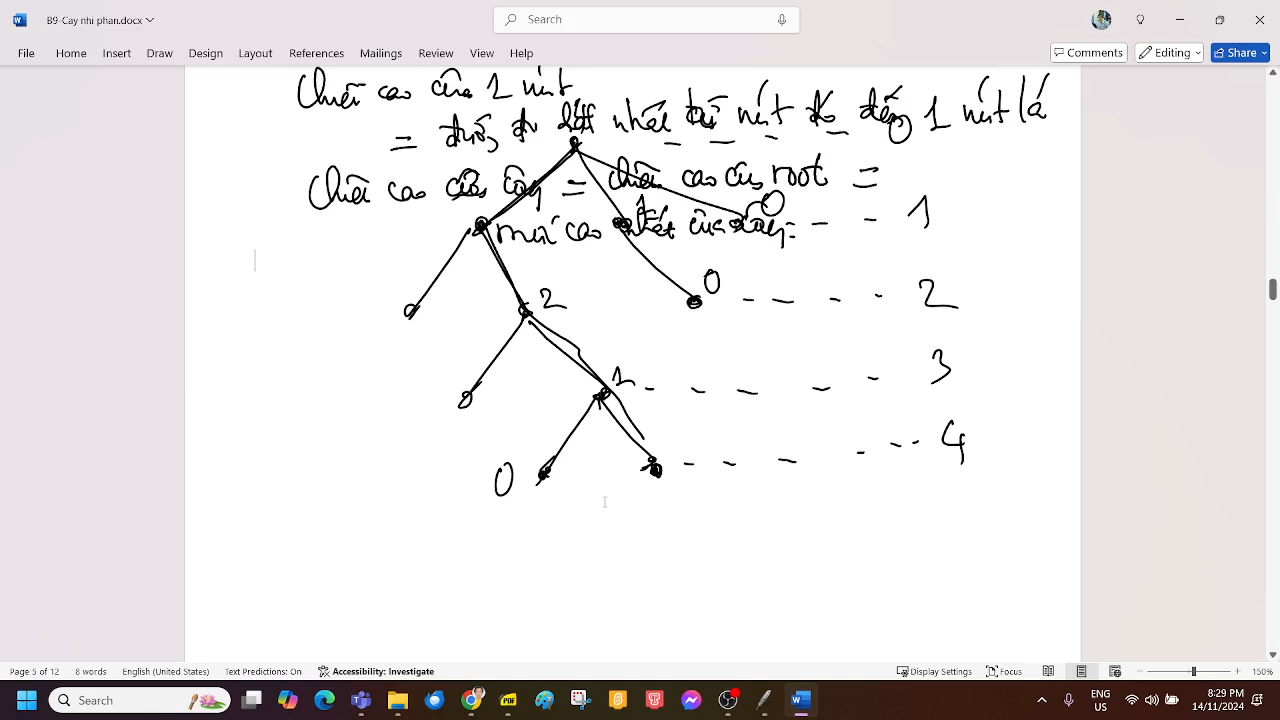 B9-Cay nhi phan.docx
Search
File Home Insert Draw Design Layout References Mailings Review View Help
Comments Editing Share
Chiều cao của 1 nút
= đường đi dài nhất từ nút đó đến 1 nút lá
0
Chiều cao của cây = chiều cao của root =
mức cao nhất của cây
1
0
1
2
0
2
1
3
4
0
Page 5 of 12 8 words English (United States) Text Predictions: On Accessibility: Investigate
Display Settings Focus 150%
Search
ENG
US
8:29 PM
14/11/2024